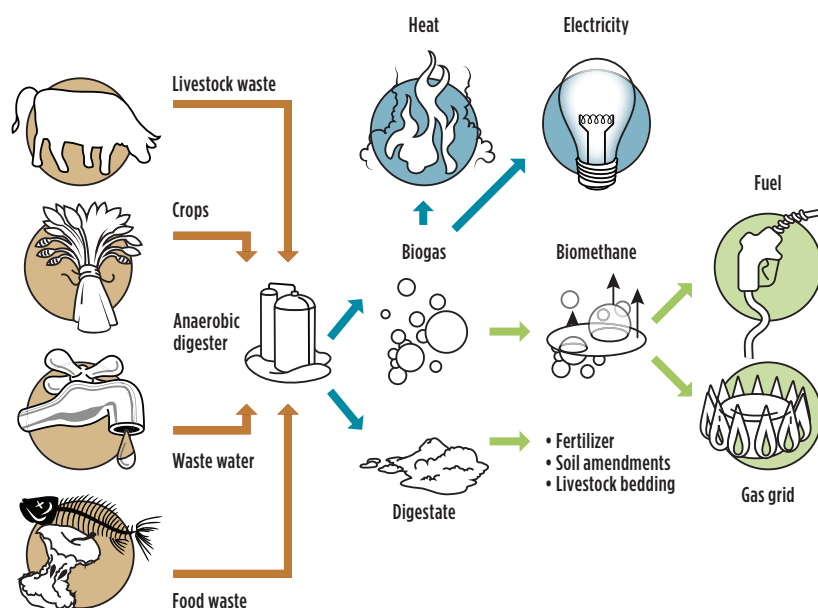 Heat
Electricity
Livestock waste
Fuel
Crops
Biogas
Biomethane
Anaerobic
digester
• Fertilizer
• Soil amendments
• Livestock bedding
Waste water
Digestate
Gas grid
Food waste